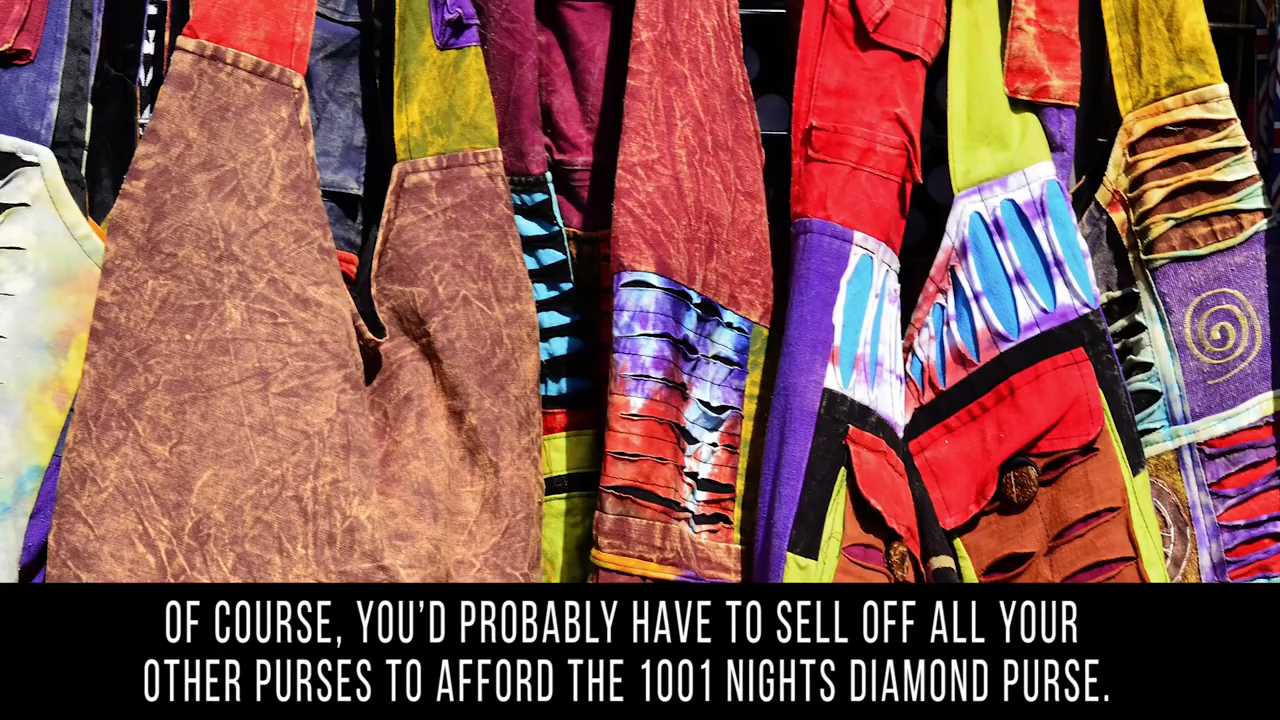 OF COURSE, YOU'D PROBABLY HAVE TO SELL OFF ALL YOUR
OTHER PURSES TO AFFORD THE 1001 NIGHTS DIAMOND PURSE.